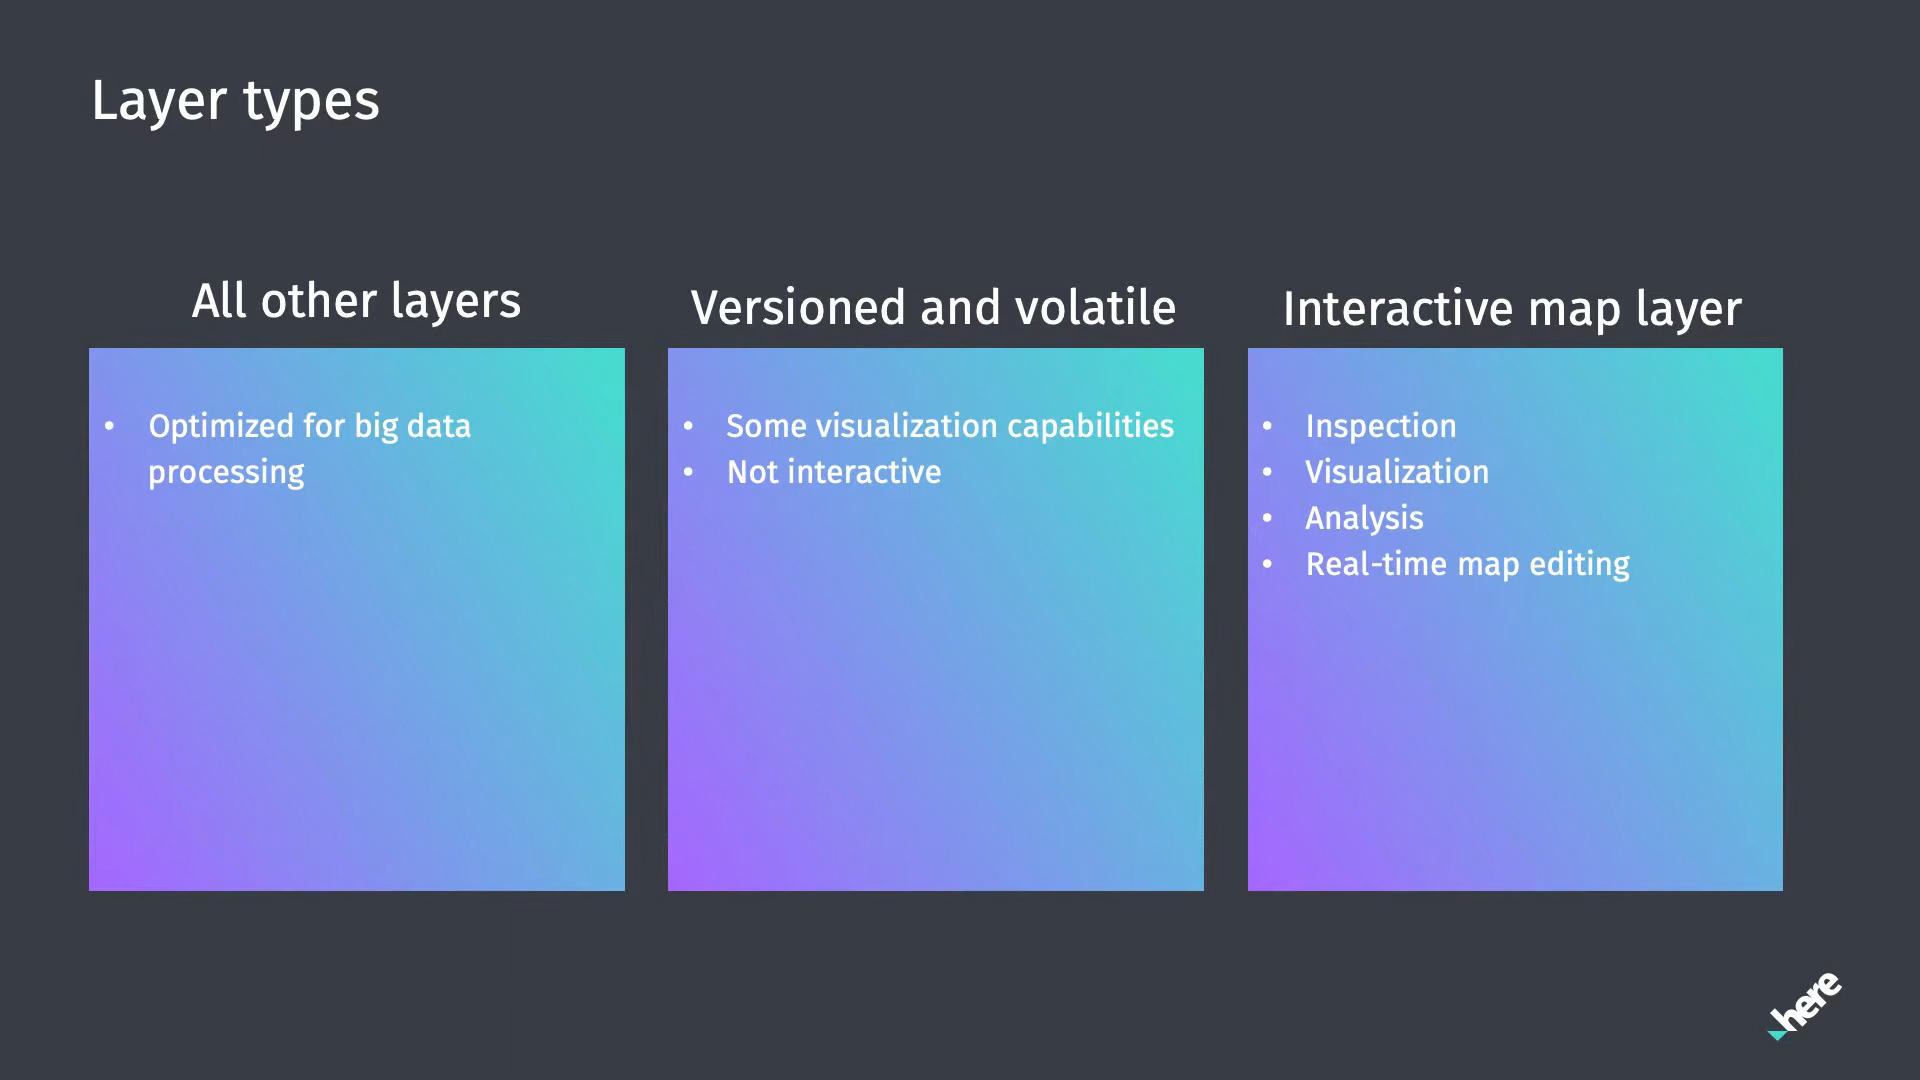 Layer types
All other layers
• Optimized for big data
processing
Versioned and volatile
• Some visualization capabilities
• Not interactive
Interactive map layer
• Inspection
• Visualization
• Analysis
• Real-time map editing
here